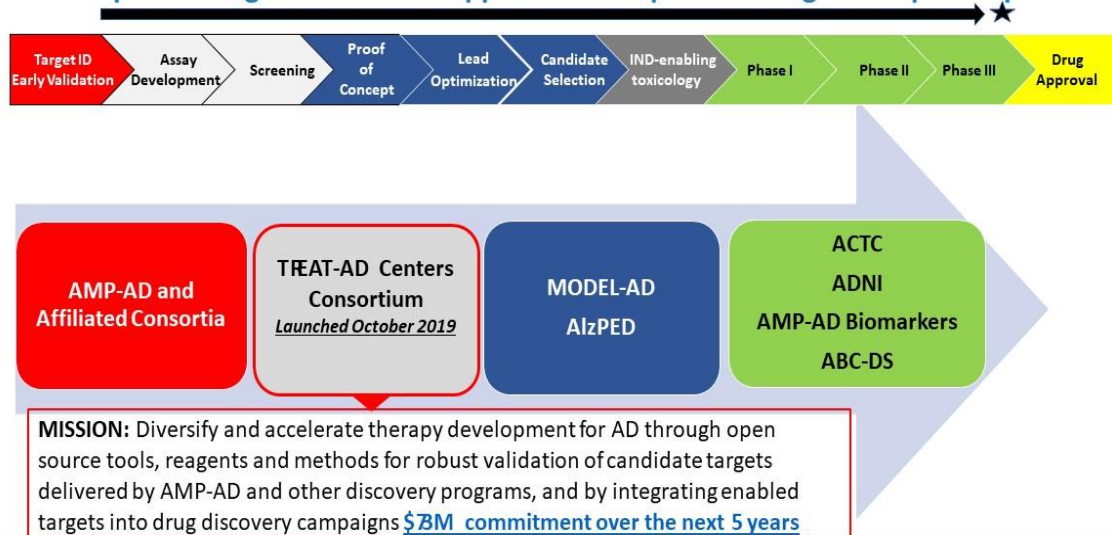 Target ID
Early Validation
Assay
Development
Screening
Proof
of
Concept
Lead
Optimization
Candidate
Selection
IND-enabling
toxicology
Phase I
Phase II
Phase III
Drug
Approval
AMP-AD and
Affiliated Consortia
TREAT-AD Centers
Consortium
Launched October 2019
MODEL-AD
AlzPED
ACTC
ADNI
AMP-AD Biomarkers
ABC-DS
MISSION: Diversify and accelerate therapy development for AD through open
source tools, reagents and methods for robust validation of candidate targets
delivered by AMP-AD and other discovery programs, and by integrating enabled
targets into drug discovery campaigns commitment over the next 5 years